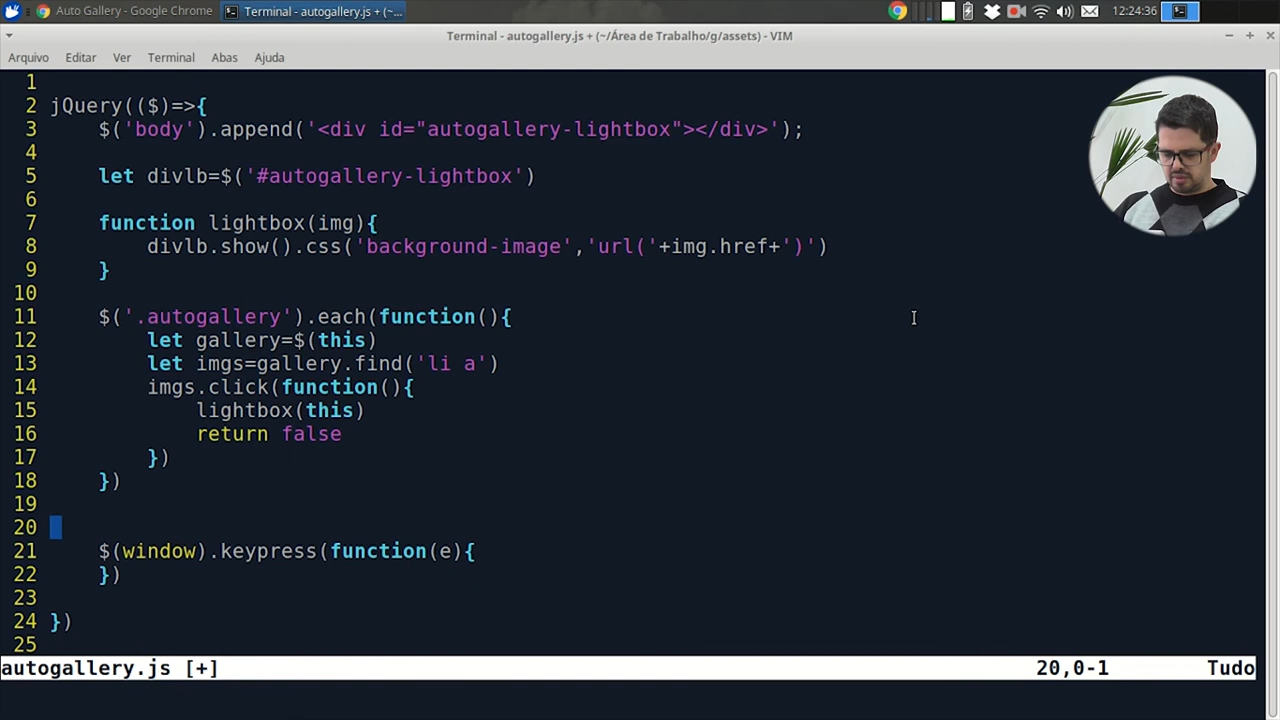 Auto Gallery - Google Chrome
Terminal - autogallery.js + (~...
12:24:36
Terminal - autogallery.js + (~/Área de Trabalho/g/assets) - VIM
Arquivo Editar Ver Terminal Abas Ajuda
1
2 jQuery(($)=>{
3     $('body').append('<div id="autogallery-lightbox"></div>');
4
5     let divlb=$('#autogallery-lightbox')
6
7     function lightbox(img){
8         divlb.show().css('background-image','url('+img.href+')')
9     }
10
11     $('.autogallery').each(function(){
12         let gallery=$(this)
13         let imgs=gallery.find('li a')
14         imgs.click(function(){
15             lightbox(this)
16             return false
17         })
18     })
19
20
21     $(window).keypress(function(e){
22     })
23
24 })
25
autogallery.js [+] 20,0-1 Tudo